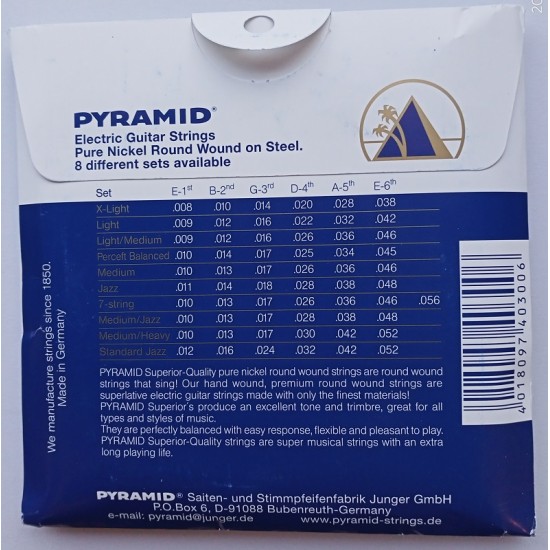 PYRAMID®
Electric Guitar Strings
Pure Nickel Round Wound on Steel.
8 different sets available
Set E-1st B-2nd G-3rd D-4th A-5th E-6th
X-Light .008 .010 .014 .020 .028 .038
Light .009 .012 .016 .022 .032 .042
Light/Medium .009 .012 .016 .026 .036 .046
Perceft Balanced .010 .014 .017 .025 .034 .045
Medium .010 .013 .017 .026 .036 .046
Jazz .011 .014 .018 .028 .038 .048
7-string .010 .013 .017 .026 .036 .046 .056
Medium/Jazz .010 .013 .017 .028 .038 .048
Medium/Heavy .010 .013 .017 .030 .042 .052
Standard Jazz .012 .016 .024 .032 .042 .052
PYRAMID Superior-Quality pure nickel round wound strings are round wound
strings that sing! Our hand wound, premium round wound strings are
superlative electric guitar strings made with only the finest materials!
PYRAMID Superior's produce an excellent tone and trimbre, great for all
types and styles of music.
They are perfectly balanced with easy response, flexible and pleasant to play.
PYRAMID Superior-Quality strings are super musical strings with an extra
long playing life.
We manufacture strings since 1850.
Made in Germany
4 018097 403006
PYRAMID® Saiten- und Stimmpfeifenfabrik Junger GmbH
P.O.Box 6, D-91088 Bubenreuth-Germany
e-mail: pyramid@junger.de www.pyramid-strings.de